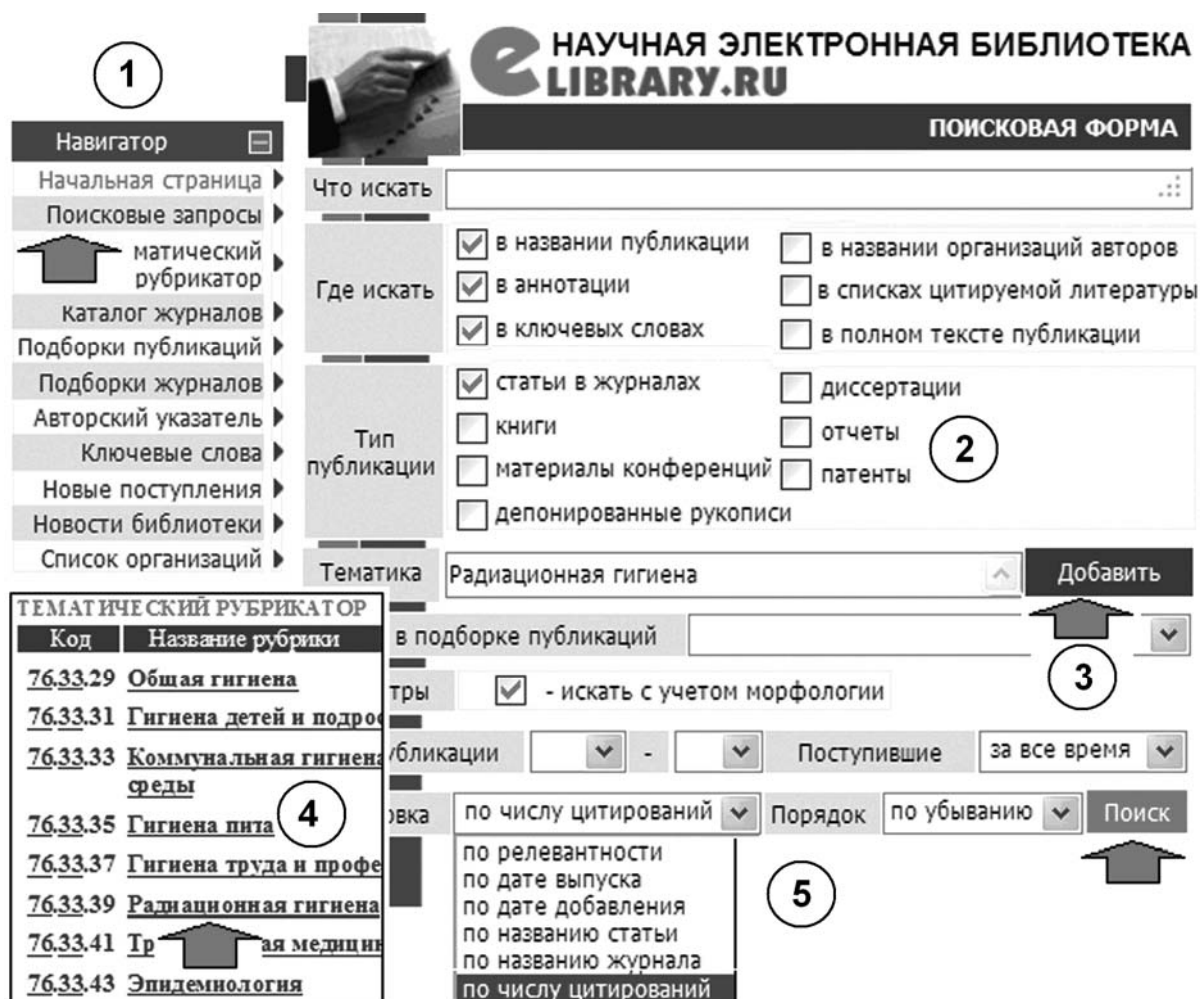 1
НАУЧНАЯ ЭЛЕКТРОННАЯ БИБЛИОТЕКА
eLIBRARY.RU
ПОИСКОВАЯ ФОРМА
Навигатор
Начальная страница
Поисковые запросы
матический
рубрикатор
Каталог журналов
Подборки публикаций
Подборки журналов
Авторский указатель
Ключевые слова
Новые поступления
Новости библиотеки
Список организаций
Что искать
Где искать
в названии публикации
в аннотации
в ключевых словах
в названии организаций авторов
в списках цитируемой литературы
в полном тексте публикации
Тип
публикации
статьи в журналах
книги
материалы конференций
депонированные рукописи
диссертации
отчеты
патенты
2
Тематика Радиационная гигиена Добавить
3
в подборке публикаций
тры - искать с учетом морфологии
убликации - Поступившие за все время
овка по числу цитирований Порядок по убыванию Поиск
по релевантности
по дате выпуска
по дате добавления
по названию статьи
по названию журнала
по числу цитирований
5
ТЕМАТИЧЕСКИЙ РУБРИКАТОР
Код Название рубрики
76.33.29 Общая гигиена
76.33.31 Гигиена детей и подрос
76.33.33 Коммунальная гигиена
среды
76.33.35 Гигиена пита
4
76.33.37 Гигиена труда и профе
76.33.39 Радиационная гигиена
76.33.41 Тр ая медицин
76.33.43 Эпидемиология